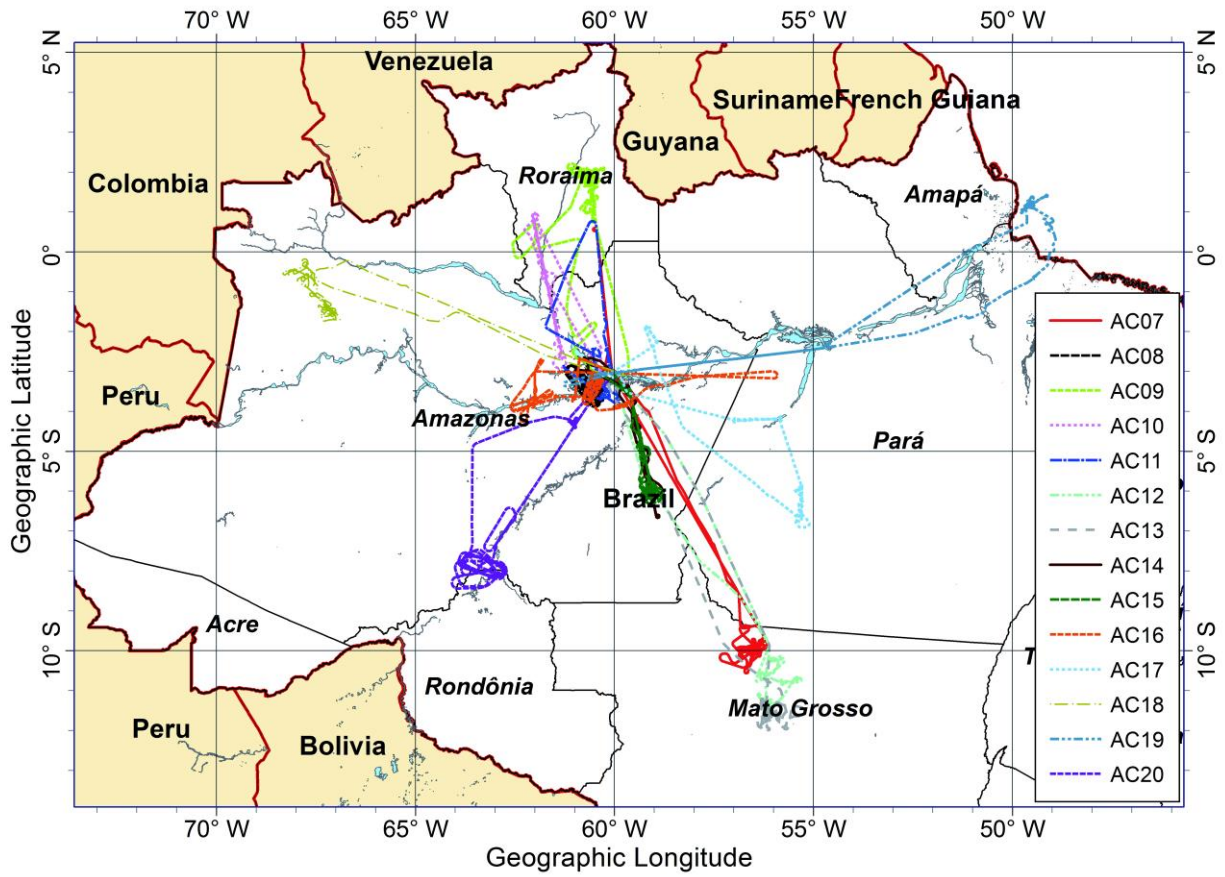 70° W 65° W 60° W 55° W 50° W
5° N 5° N
Venezuela
Suriname French Guiana
Guyana
Colombia
Roraima
Amapá
0° 0°
AC07
AC08
Peru
AC09
AC10
Amazonas
Pará
5° S 5° S
AC11
Brazil
AC12
AC13
AC14
AC15
AC16
Acre
10° S 10° S
T
Rondônia
AC17
Mato Grosso
AC18
Peru
Bolivia
AC19
AC20
70° W 65° W 60° W 55° W 50° W
Geographic Longitude
Geographic Latitude